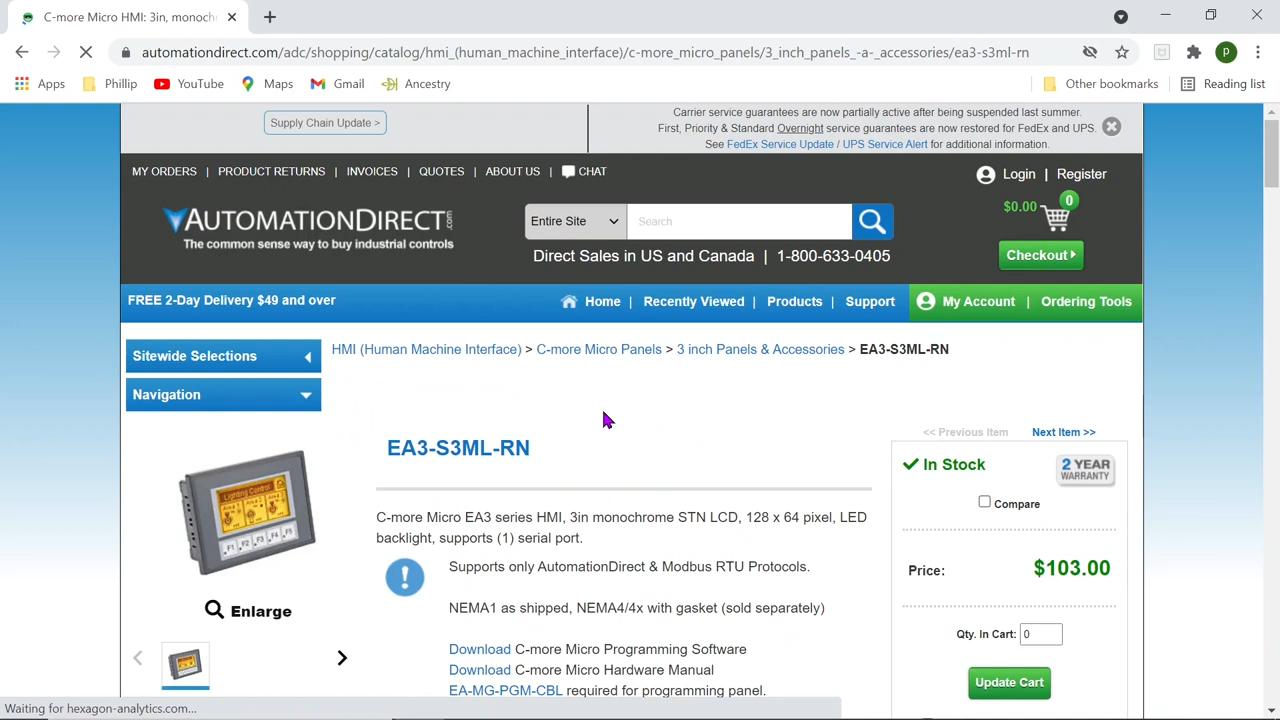 C-more Micro HMI: 3in, monochr
automationdirect.com/adc/shopping/catalog/hmi_(human_machine_interface)/c-more_micro_panels/3_inch_panels_-a-_accessories/ea3-s3ml-rn
p
Apps Phillip YouTube Maps Gmail Ancestry Other bookmarks Reading list
Supply Chain Update >
Carrier service guarantees are now partially active after being suspended last summer.
First, Priority & Standard Overnight service guarantees are now restored for FedEx and UPS.
See FedEx Service Update / UPS Service Alert for additional information.
MY ORDERS | PRODUCT RETURNS | INVOICES | QUOTES | ABOUT US | CHAT
Login | Register
AUTOMATIONDIRECT.com
The common sense way to buy industrial controls
Entire Site Search
$0.00 0
Direct Sales in US and Canada | 1-800-633-0405
Checkout
FREE 2-Day Delivery $49 and over
Home | Recently Viewed | Products | Support
My Account | Ordering Tools
Sitewide Selections
Navigation
HMI (Human Machine Interface) > C-more Micro Panels > 3 inch Panels & Accessories > EA3-S3ML-RN
<< Previous Item Next Item >>
EA3-S3ML-RN
In Stock
2 YEAR
WARRANTY
Compare
C-more Micro EA3 series HMI, 3in monochrome STN LCD, 128 x 64 pixel, LED
backlight, supports (1) serial port.
Supports only AutomationDirect & Modbus RTU Protocols.
Price: $103.00
NEMA1 as shipped, NEMA4/4x with gasket (sold separately)
Lighting Control
F1 F2 F3 F4 F5
Enlarge
Qty. In Cart: 0
Download C-more Micro Programming Software
Download C-more Micro Hardware Manual
EA-MG-PGM-CBL required for programming panel.
Update Cart
Waiting for hexagon-analytics.com...